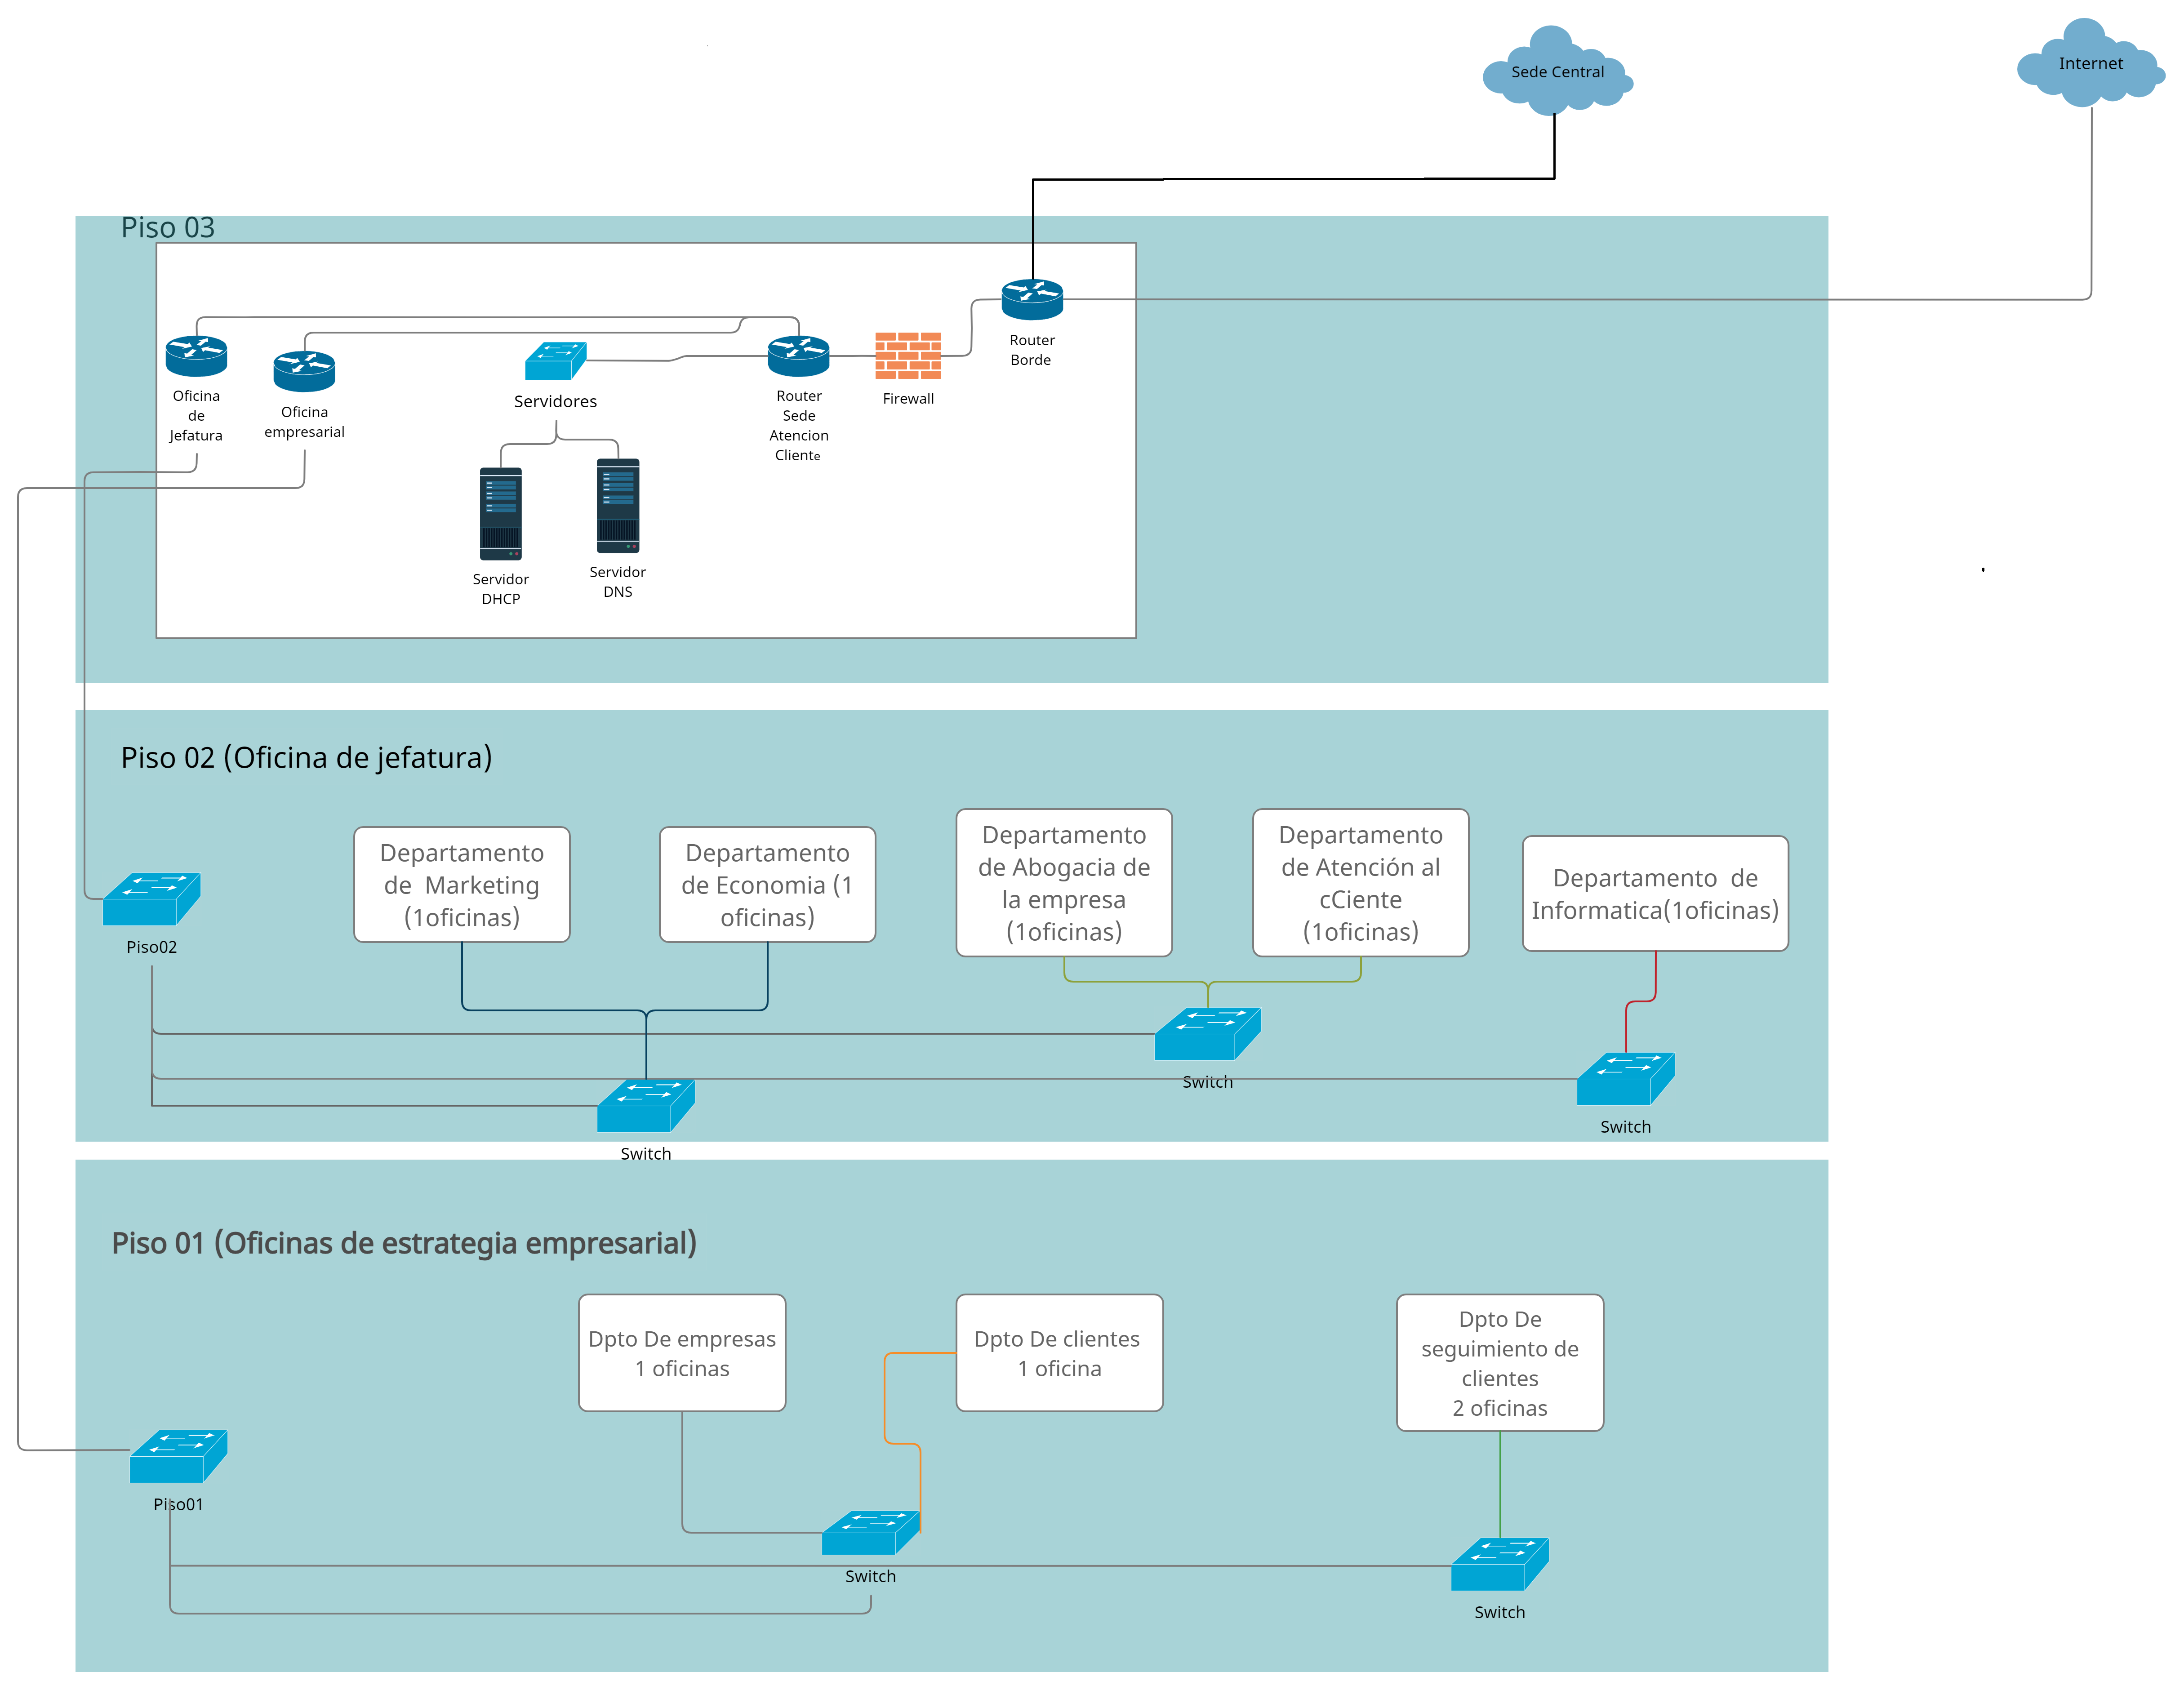 Sede Central
Internet
Piso 03
Router
Borde
Oficina
de
Jefatura
Oficina
empresarial
Servidores
Router
Sede
Atencion
Cliente
Firewall
Servidor
DHCP
Servidor
DNS
Piso 02 (Oficina de jefatura)
Departamento
de  Marketing
(1oficinas)
Departamento
de Economia (1
oficinas)
Departamento
de Abogacia de
la empresa
(1oficinas)
Departamento
de Atención al
cCiente
(1oficinas)
Departamento  de
Informatica(1oficinas)
Piso02
Switch
Switch
Switch
Piso 01 (Oficinas de estrategia empresarial)
Dpto De empresas
1 oficinas
Dpto De clientes
1 oficina
Dpto De
seguimiento de
clientes
2 oficinas
Piso01
Switch
Switch